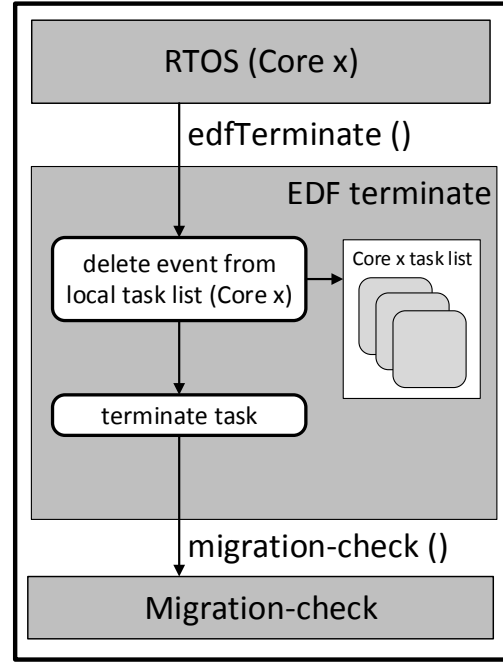 RTOS (Core x)
edfTerminate ()
EDF terminate
delete event from
local task list (Core x)
Core x task list
terminate task
migration-check ()
Migration-check